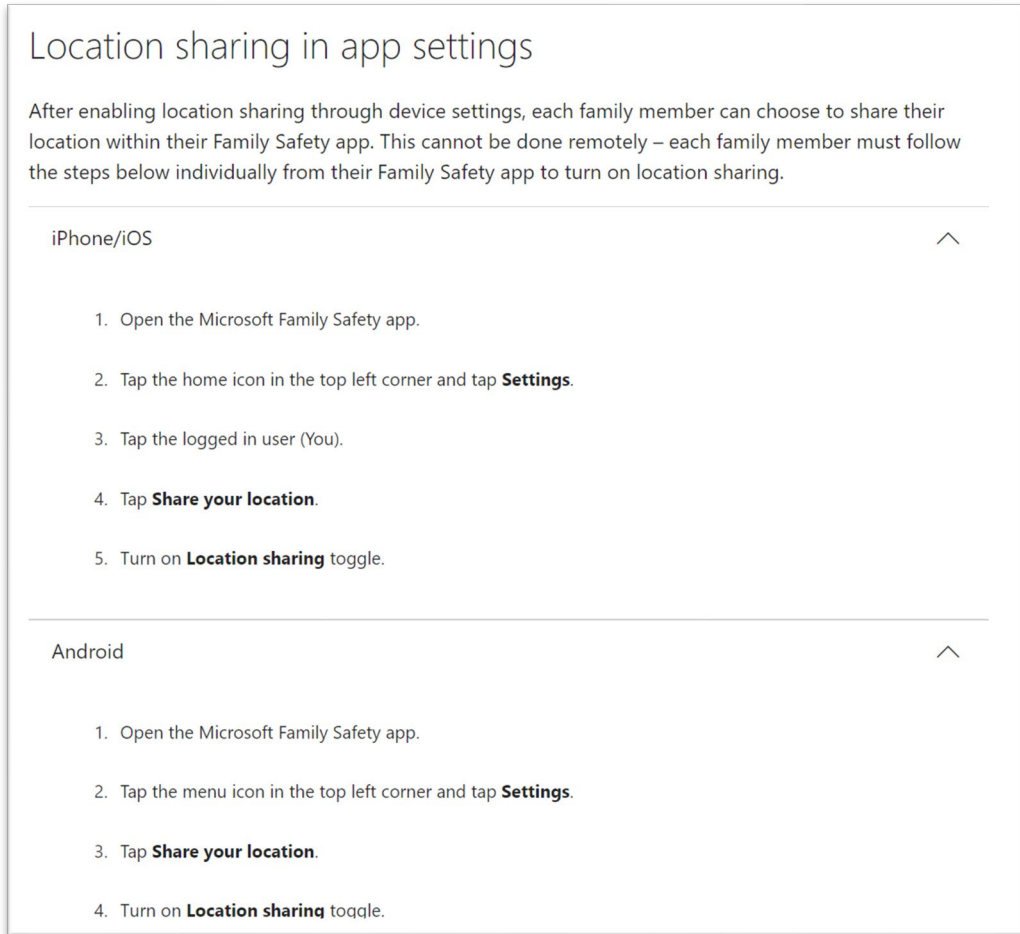 Location sharing in app settings
After enabling location sharing through device settings, each family member can choose to share their
location within their Family Safety app. This cannot be done remotely – each family member must follow
the steps below individually from their Family Safety app to turn on location sharing.
iPhone/iOS
1. Open the Microsoft Family Safety app.
2. Tap the home icon in the top left corner and tap Settings.
3. Tap the logged in user (You).
4. Tap Share your location.
5. Turn on Location sharing toggle.
Android
1. Open the Microsoft Family Safety app.
2. Tap the menu icon in the top left corner and tap Settings.
3. Tap Share your location.
4. Turn on Location sharing toggle.